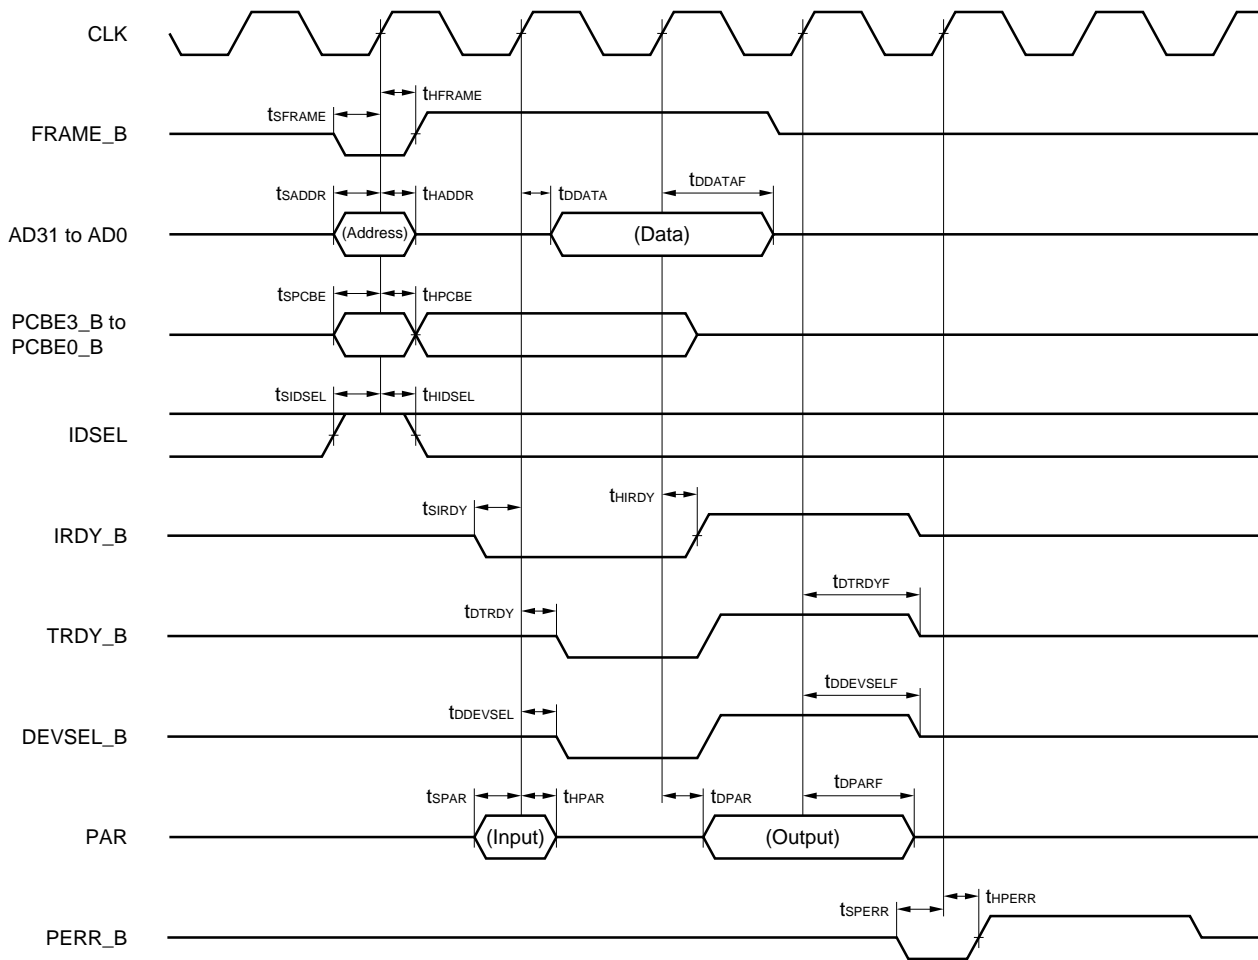 CLK
tHFRAME
tSFRAME
FRAME_B
tSADDR tHADDR tDDATA tDDATAF
AD31 to AD0 (Address) (Data)
tSPCBE tHPCBE
PCBE3_B to
PCBE0_B
tSIDSEL tHIDSEL
IDSEL
tSIRDY tHIRDY
IRDY_B
tDTRDY tDTRDYF
TRDY_B
tDDEVSEL tDDEVSELF
DEVSEL_B
tSPAR tHPAR tDPAR tDPARF
PAR (Input) (Output)
tSPERR tHPERR
PERR_B